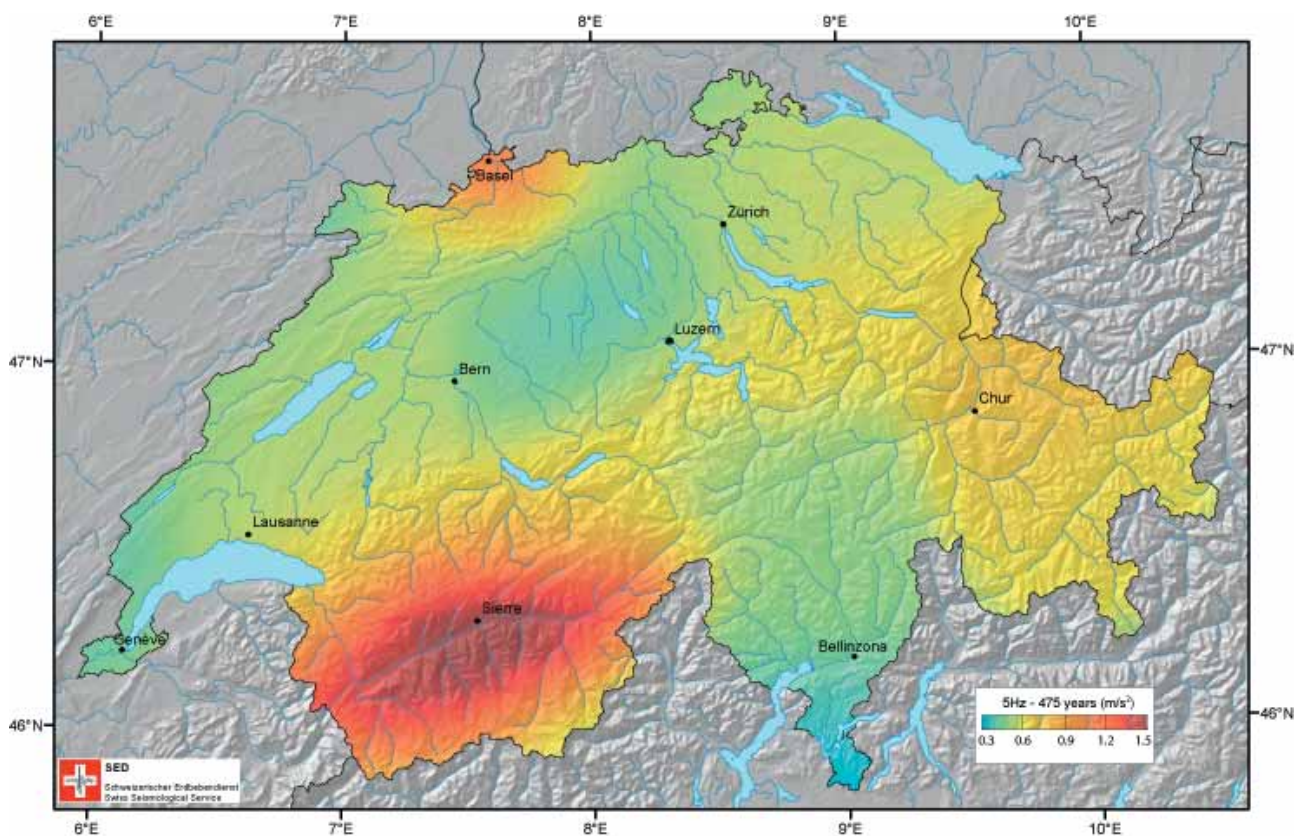 6°E 7°E 8°E 9°E 10°E
Basel
Zürich
47°N 47°N
Luzern
Bern
Chur
Lausanne
Sierre
Genève
Bellinzona
46°N 46°N
5Hz - 475 years (m/s²)
0.3 0.6 0.9 1.2 1.5
SED
Schweizerischer Erdbebendienst
Swiss Seismological Service
6°E 7°E 8°E 9°E 10°E